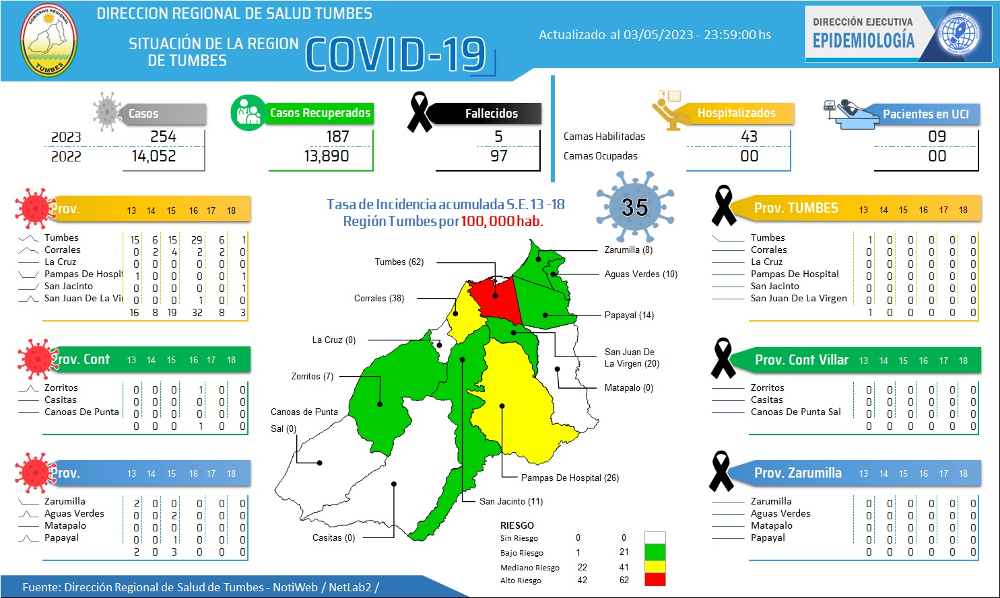 GOBIERNO REGIONAL
TUMBES
DIRECCION REGIONAL DE SALUD TUMBES
SITUACIÓN DE LA REGION
DE TUMBES
COVID-19
Actualizado al 03/05/2023 - 23:59:00 hs
DIRECCIÓN EJECUTIVA
EPIDEMIOLOGÍA
Casos
Casos Recuperados
Fallecidos
Hospitalizados
Pacientes en UCI
2023 254 187 5
2022 14,052 13,890 97
Camas Habilitadas 43 09
Camas Ocupadas 00 00
Prov. 13 14 15 16 17 18
Tumbes 15 6 15 29 6 1
Corrales 0 2 4 2 2 0
La Cruz 0 0 0 0 0 0
Pampas De Hospit 1 0 0 0 0 1
San Jacinto 0 0 0 0 0 1
San Juan De La Vir 0 0 0 1 0 0
16 8 19 32 8 3
Prov. Cont 13 14 15 16 17 18
Zorritos 0 0 0 1 0 0
Casitas 0 0 0 0 0 0
Canoas De Punta 0 0 0 0 0 0
0 0 0 1 0 0
Prov. 13 14 15 16 17 18
Zarumilla 2 0 0 0 0 0
Aguas Verdes 0 0 2 0 0 0
Matapalo 0 0 0 0 0 0
Papayal 0 0 1 0 0 0
2 0 3 0 0 0
Tasa de Incidencia acumulada S.E. 13 -18
Región Tumbes por 100, 000 hab.
35
Zarumilla (8)
Tumbes (62)
Aguas Verdes (10)
Corrales (38)
Papayal (14)
La Cruz (0)
San Juan De
La Virgen (20)
Zorritos (7)
Matapalo (0)
Canoas de Punta
Sal (0)
Pampas De Hospital (26)
San Jacinto (11)
Casitas (0)
RIESGO
Sin Riesgo 0 0
Bajo Riesgo 1 21
Mediano Riesgo 22 41
Alto Riesgo 42 62
Prov. TUMBES 13 14 15 16 17 18
Tumbes 1 0 0 0 0 0
Corrales 0 0 0 0 0 0
La Cruz 0 0 0 0 0 0
Pampas De Hospital 0 0 0 0 0 0
San Jacinto 0 0 0 0 0 0
San Juan De La Virgen 0 0 0 0 0 0
1 0 0 0 0 0
Prov. Cont Villar 13 14 15 16 17 18
Zorritos 0 0 0 0 0 0
Casitas 0 0 0 0 0 0
Canoas De Punta Sal 0 0 0 0 0 0
0 0 0 0 0 0
Prov. Zarumilla 13 14 15 16 17 18
Zarumilla 0 0 0 0 0 0
Aguas Verdes 0 0 0 0 0 0
Matapalo 0 0 0 0 0 0
Papayal 0 0 0 0 0 0
0 0 0 0 0 0
Fuente: Dirección Regional de Salud de Tumbes - NotiWeb / NetLab2 /